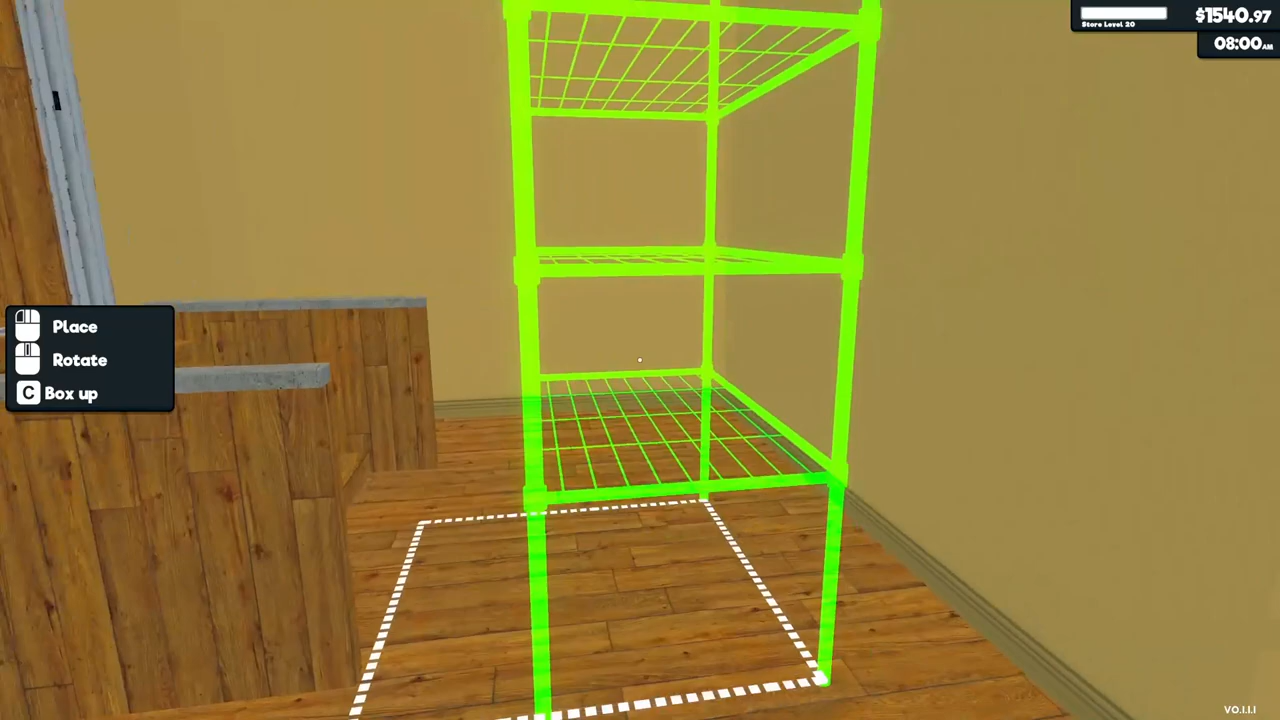 $1540.97
Store Level 20
08:00AM
Place
Rotate
C Box up
V0.1.1.1